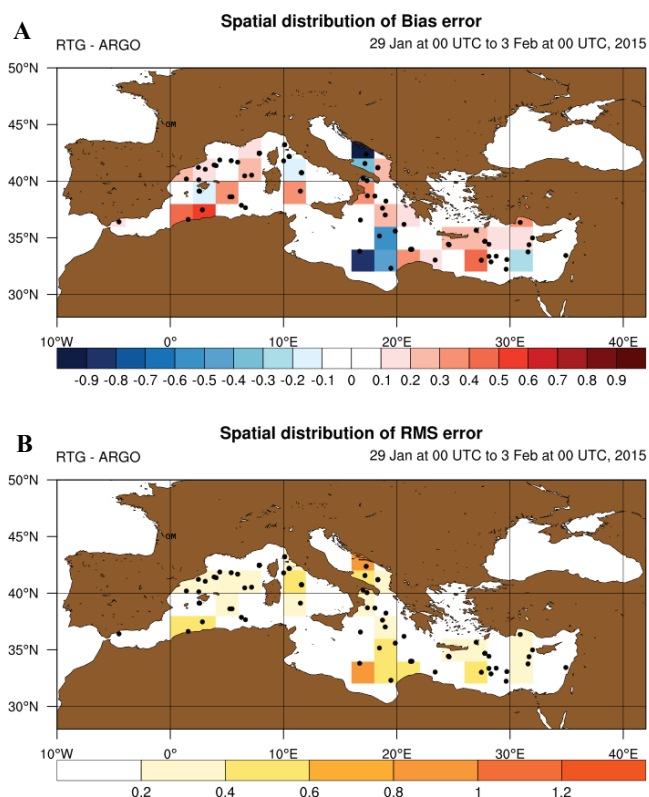 A
Spatial distribution of Bias error
RTG - ARGO
29 Jan at 00 UTC to 3 Feb at 00 UTC, 2015
50°N
GM
45°N
40°N
35°N
30°N
10°W 0° 10°E 20°E 30°E 40°E
-0.9 -0.8 -0.7 -0.6 -0.5 -0.4 -0.3 -0.2 -0.1 0 0.1 0.2 0.3 0.4 0.5 0.6 0.7 0.8 0.9
B
Spatial distribution of RMS error
RTG - ARGO
29 Jan at 00 UTC to 3 Feb at 00 UTC, 2015
50°N
GM
45°N
40°N
35°N
30°N
10°W 0° 10°E 20°E 30°E 40°E
0.2 0.4 0.6 0.8 1 1.2